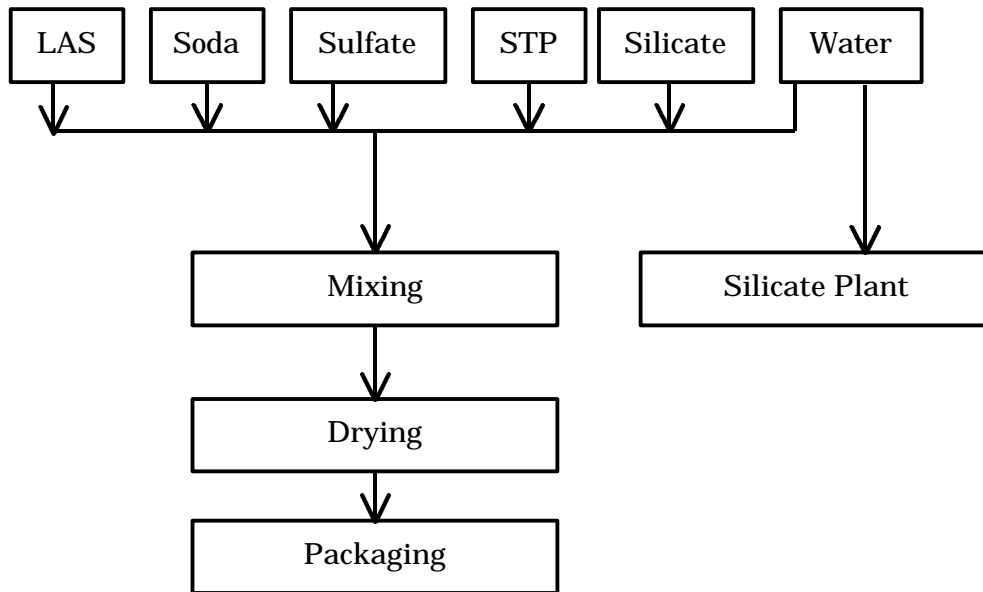 LAS
Soda
Sulfate
STP
Silicate
Water
Mixing
Silicate Plant
Drying
Packaging